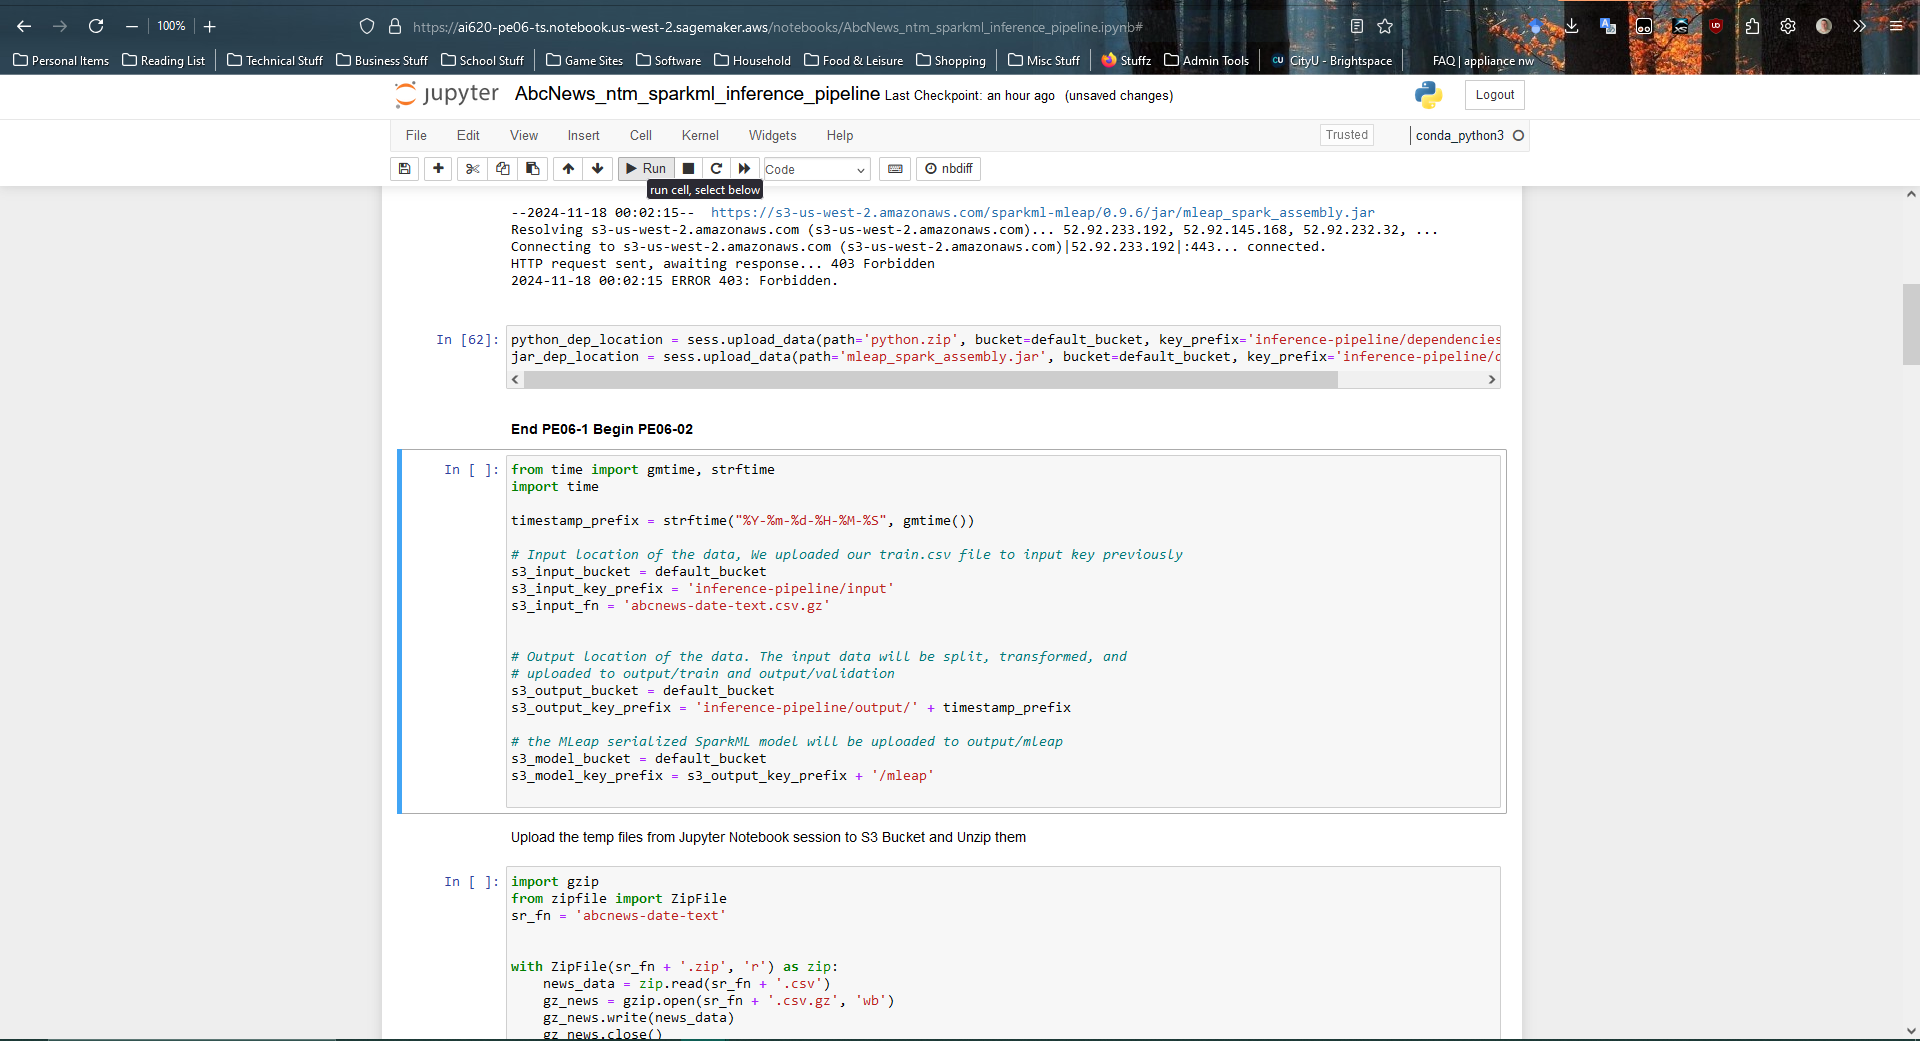 100%
https://ai620-pe06-ts.notebook.us-west-2.sagemaker.aws/notebooks/AbcNews_ntm_sparkml_inference_pipeline.ipynb#
Personal Items
Reading List
Technical Stuff
Business Stuff
School Stuff
Game Sites
Software
Household
Food & Leisure
Shopping
Misc Stuff
Stuffz
Admin Tools
CU CityU - Brightspace
FAQ | appliance nw
jupyter AbcNews_ntm_sparkml_inference_pipeline Last Checkpoint: an hour ago (unsaved changes)
Logout
File Edit View Insert Cell Kernel Widgets Help
Trusted
conda_python3
Run
Code
nbdiff
run cell, select below
--2024-11-18 00:02:15--  https://s3-us-west-2.amazonaws.com/sparkml-mleap/0.9.6/jar/mleap_spark_assembly.jar
Resolving s3-us-west-2.amazonaws.com (s3-us-west-2.amazonaws.com)... 52.92.233.192, 52.92.145.168, 52.92.232.32, ...
Connecting to s3-us-west-2.amazonaws.com (s3-us-west-2.amazonaws.com)|52.92.233.192|:443... connected.
HTTP request sent, awaiting response... 403 Forbidden
2024-11-18 00:02:15 ERROR 403: Forbidden.
In [62]:
python_dep_location = sess.upload_data(path='python.zip', bucket=default_bucket, key_prefix='inference-pipeline/dependencies
jar_dep_location = sess.upload_data(path='mleap_spark_assembly.jar', bucket=default_bucket, key_prefix='inference-pipeline/
End PE06-1 Begin PE06-02
In [ ]:
from time import gmtime, strftime
import time
timestamp_prefix = strftime("%Y-%m-%d-%H-%M-%S", gmtime())
# Input location of the data, We uploaded our train.csv file to input key previously
s3_input_bucket = default_bucket
s3_input_key_prefix = 'inference-pipeline/input'
s3_input_fn = 'abcnews-date-text.csv.gz'
# Output location of the data. The input data will be split, transformed, and
# uploaded to output/train and output/validation
s3_output_bucket = default_bucket
s3_output_key_prefix = 'inference-pipeline/output/' + timestamp_prefix
# the MLeap serialized SparkML model will be uploaded to output/mleap
s3_model_bucket = default_bucket
s3_model_key_prefix = s3_output_key_prefix + '/mleap'
Upload the temp files from Jupyter Notebook session to S3 Bucket and Unzip them
In [ ]:
import gzip
from zipfile import ZipFile
sr_fn = 'abcnews-date-text'
with ZipFile(sr_fn + '.zip', 'r') as zip:
    news_data = zip.read(sr_fn + '.csv')
    gz_news = gzip.open(sr_fn + '.csv.gz', 'wb')
    gz_news.write(news_data)
    gz_news.close()